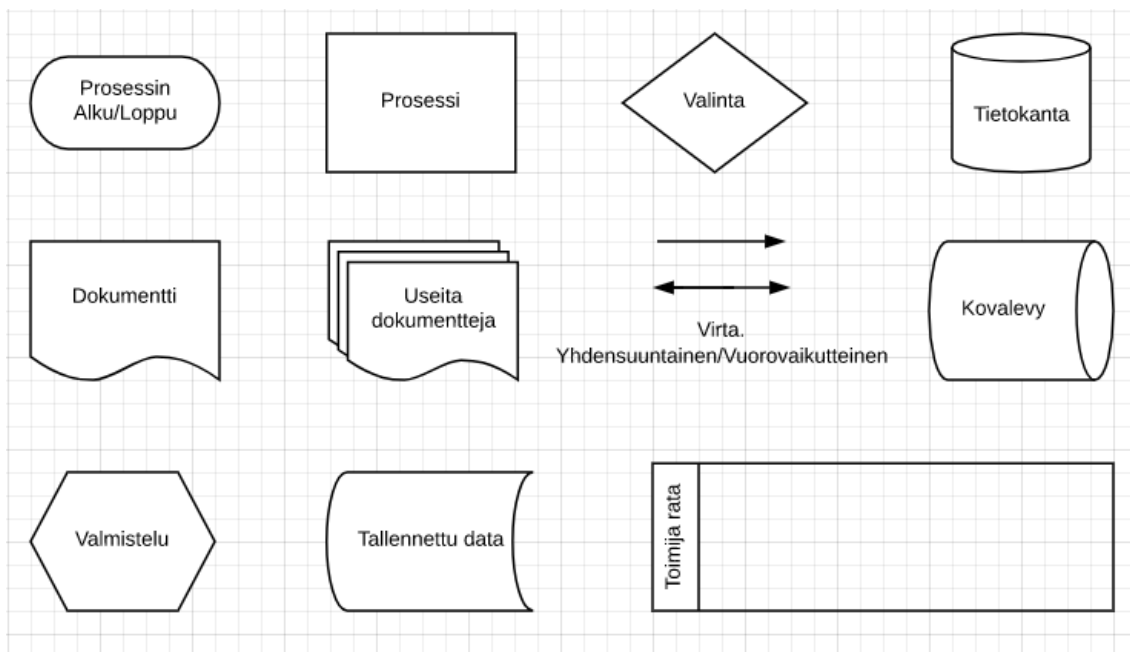 Prosessin
Alku/Loppu
Prosessi
Valinta
Tietokanta
Dokumentti
Useita
dokumentteja
Virta.
Yhdensuuntainen/Vuorovaikutteinen
Kovalevy
Valmistelu
Tallennettu data
Toimija rata